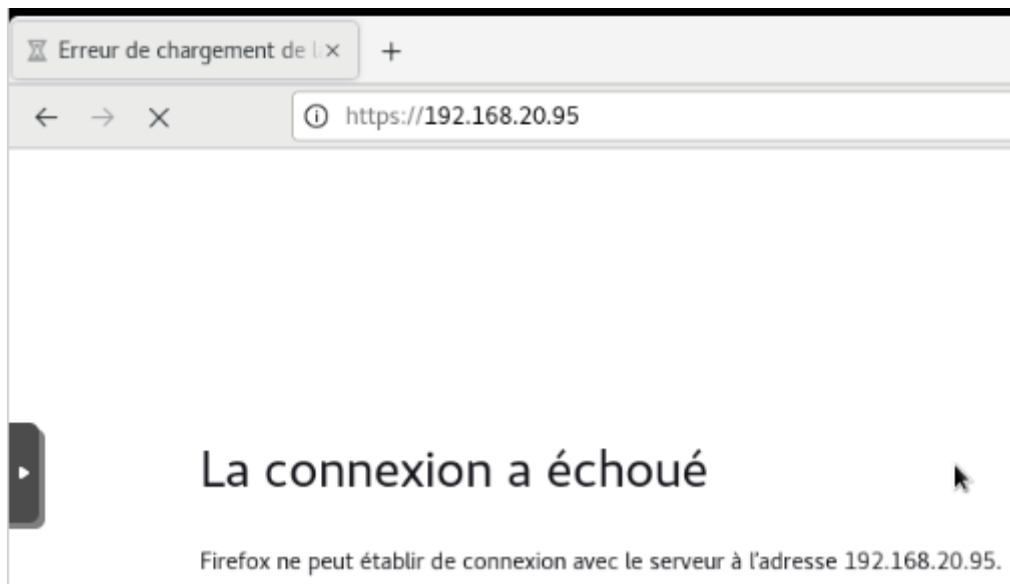 Erreur de chargement de
https://192.168.20.95
La connexion a échoué
Firefox ne peut établir de connexion avec le serveur à l'adresse 192.168.20.95.